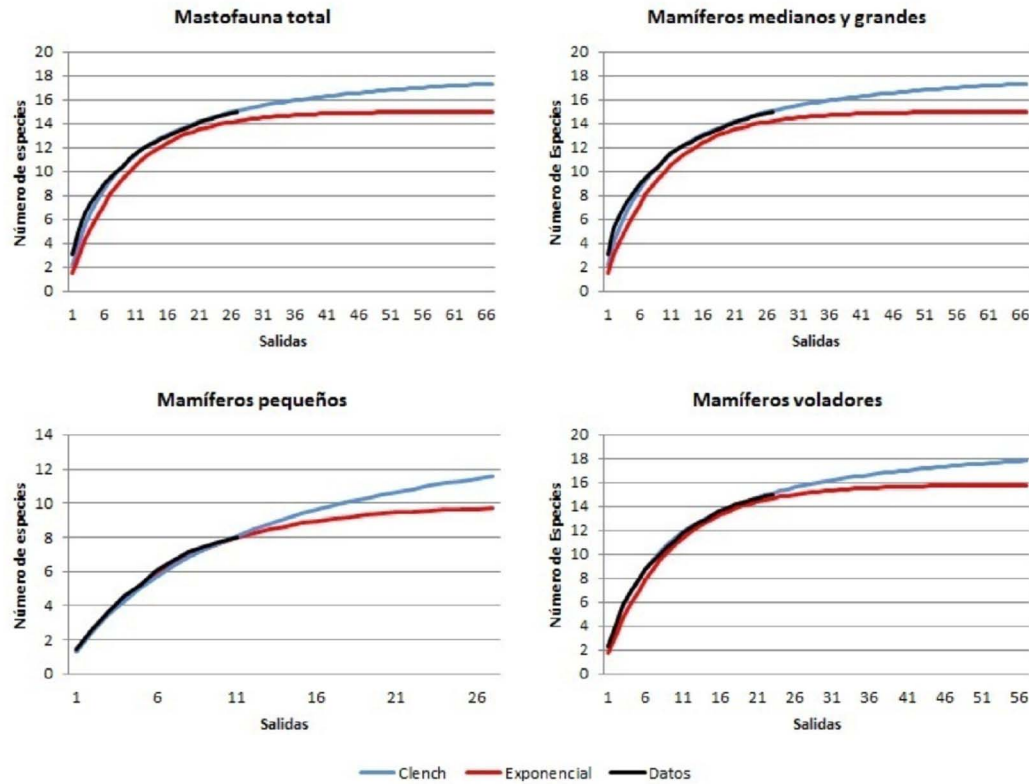 Mastofauna total
Número de especies
20
18
16
14
12
10
8
6
4
2
0
1 6 11 16 21 26 31 36 41 46 51 56 61 66
Salidas
Mamíferos medianos y grandes
Número de Especies
20
18
16
14
12
10
8
6
4
2
0
1 6 11 16 21 26 31 36 41 46 51 56 61 66
Salidas
Mamíferos pequeños
Número de especies
14
12
10
8
6
4
2
0
1 6 11 16 21 26
Salidas
Mamíferos voladores
Número de Especies
20
18
16
14
12
10
8
6
4
2
0
1 6 11 16 21 26 31 36 41 46 51 56
Salidas
Clench Exponencial Datos